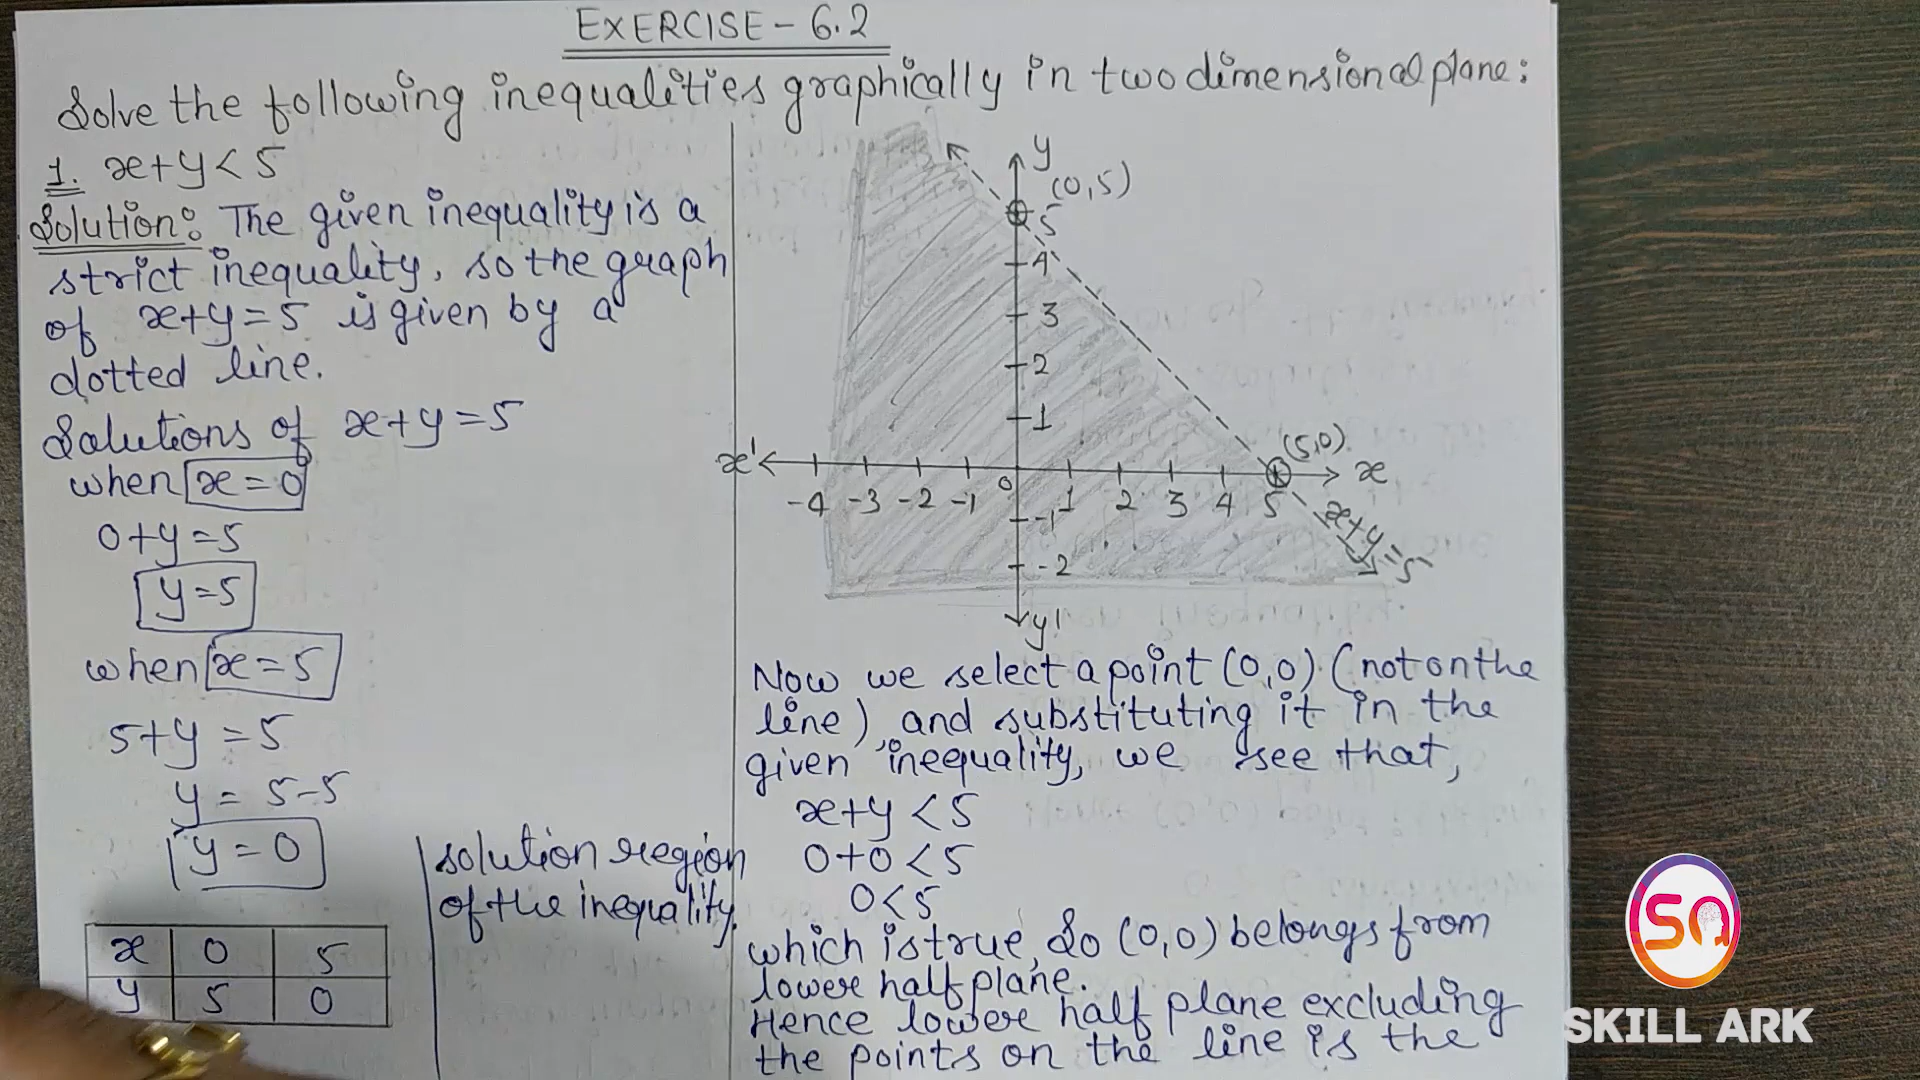 EXERCISE - 6.2
Solve the following inequalities graphically in two dimensional plane:
1. x+y<5
Solution: The given inequality is a
strict inequality, so the graph
of x+y=5 is given by a
dotted line.
Solutions of x+y=5
when x=0
0+y=5
y=5
when x=5
5+y=5
y=5-5
y=0
x 0 5
y 5 0
y
(0,5)
5
4
3
2
1
(5,0)
x' x
-4 -3 -2 -1 0 1 2 3 4 5
-1
-2
x+y=5
y'
Now we select a point (0,0) (not on the
line), and substituting it in the
given inequality, we see that,
x+y<5
0+0<5
0<5
which is true, So (0,0) belongs from
lower half plane.
Hence lower half plane excluding
the points on the line is the
solution region
of the inequality.
SA
SKILL ARK